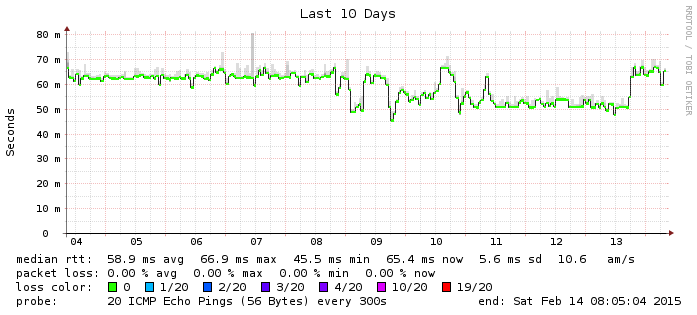 Last 10 Days
RRDTOOL / TOBI OETIKER
Seconds
80 m
70 m
60 m
50 m
40 m
30 m
20 m
10 m
0
04 05 06 07 08 09 10 11 12 13
median rtt: 58.9 ms avg 66.9 ms max 45.5 ms min 65.4 ms now 5.6 ms sd 10.6 am/s
packet loss: 0.00 % avg 0.00 % max 0.00 % min 0.00 % now
loss color: 0 1/20 2/20 3/20 4/20 10/20 19/20
probe: 20 ICMP Echo Pings (56 Bytes) every 300s end: Sat Feb 14 08:05:04 2015